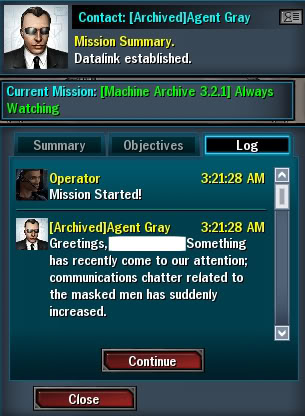 Contact: [Archived]Agent Gray
Mission Summary.
Datalink established.
Current Mission: [Machine Archive 3.2.1] Always
Watching
Summary
Objectives
Log
Operator 3:21:28 AM
Mission Started!
[Archived]Agent Gray 3:21:28 AM
Greetings, Something
has recently come to our attention;
communications chatter related to
the masked men has suddenly
increased.
Continue
Close